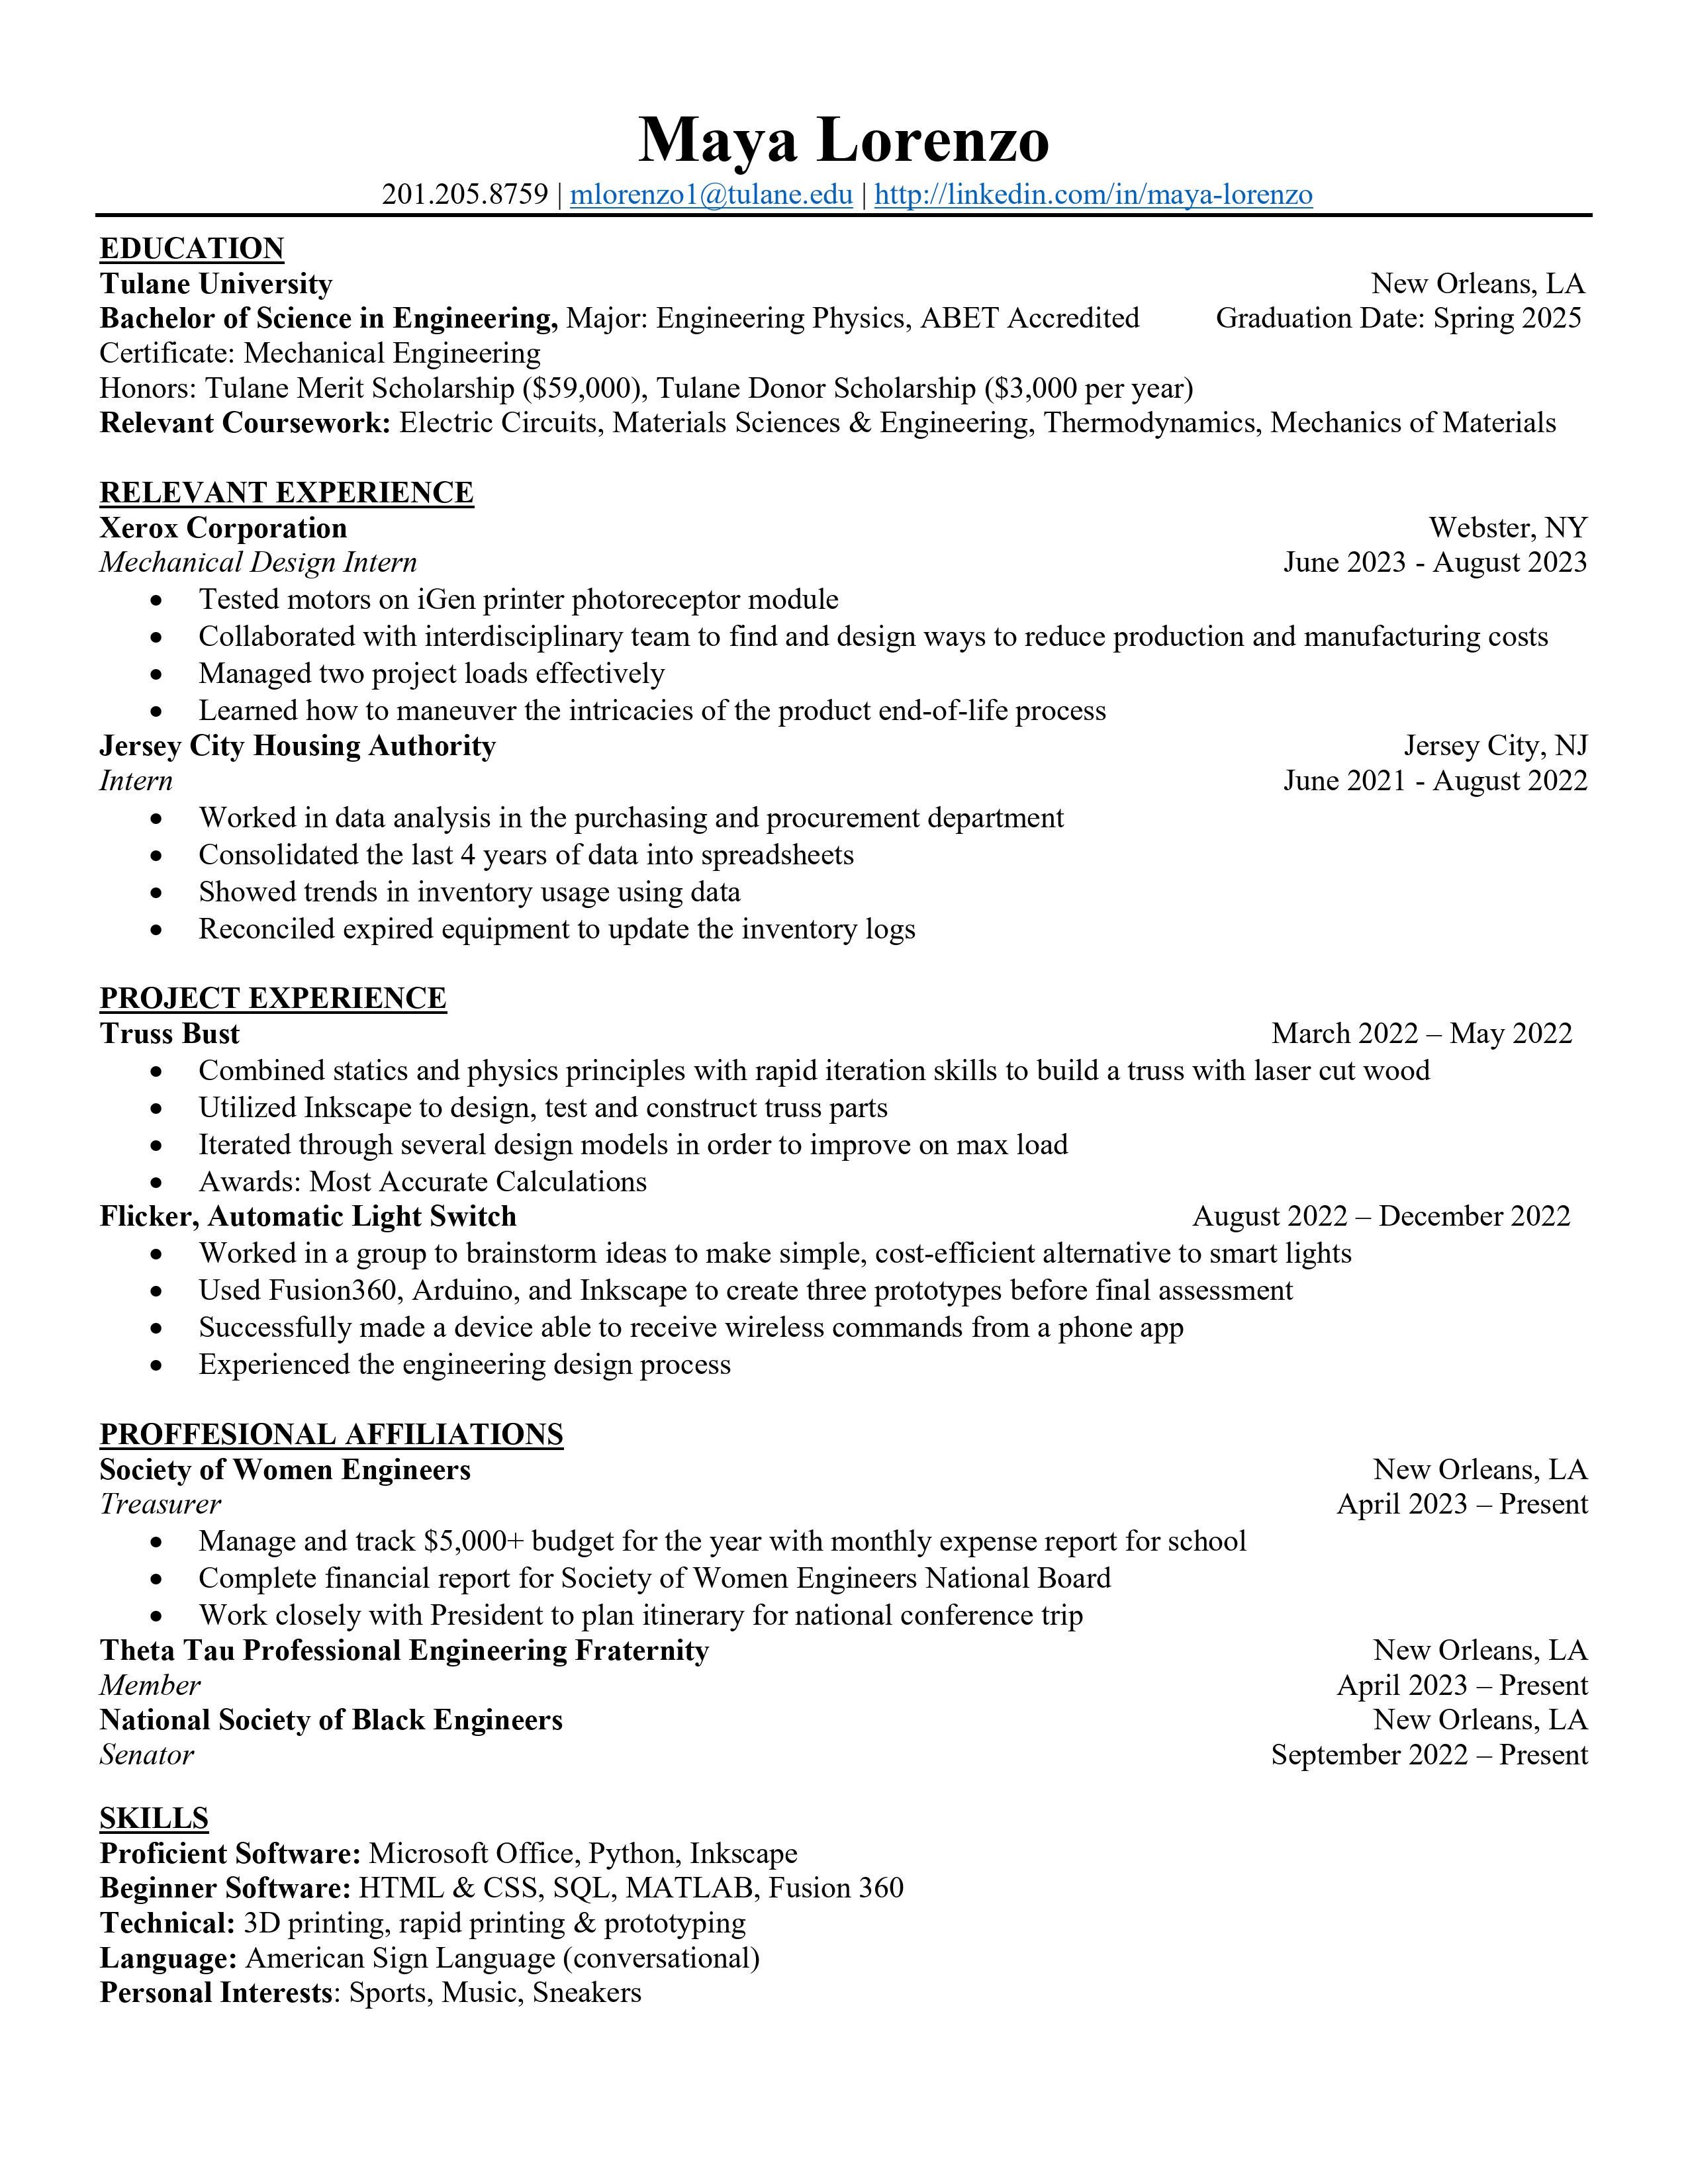 Maya Lorenzo
201.205.8759 | mlorenzo1@tulane.edu | http://linkedin.com/in/maya-lorenzo
EDUCATION
Tulane University New Orleans, LA
Bachelor of Science in Engineering, Major: Engineering Physics, ABET Accredited Graduation Date: Spring 2025
Certificate: Mechanical Engineering
Honors: Tulane Merit Scholarship ($59,000), Tulane Donor Scholarship ($3,000 per year)
Relevant Coursework: Electric Circuits, Materials Sciences & Engineering, Thermodynamics, Mechanics of Materials
RELEVANT EXPERIENCE
Xerox Corporation Webster, NY
Mechanical Design Intern June 2023 - August 2023
• Tested motors on iGen printer photoreceptor module
• Collaborated with interdisciplinary team to find and design ways to reduce production and manufacturing costs
• Managed two project loads effectively
• Learned how to maneuver the intricacies of the product end-of-life process
Jersey City Housing Authority Jersey City, NJ
Intern June 2021 - August 2022
• Worked in data analysis in the purchasing and procurement department
• Consolidated the last 4 years of data into spreadsheets
• Showed trends in inventory usage using data
• Reconciled expired equipment to update the inventory logs
PROJECT EXPERIENCE
Truss Bust March 2022 – May 2022
• Combined statics and physics principles with rapid iteration skills to build a truss with laser cut wood
• Utilized Inkscape to design, test and construct truss parts
• Iterated through several design models in order to improve on max load
• Awards: Most Accurate Calculations
Flicker, Automatic Light Switch August 2022 – December 2022
• Worked in a group to brainstorm ideas to make simple, cost-efficient alternative to smart lights
• Used Fusion360, Arduino, and Inkscape to create three prototypes before final assessment
• Successfully made a device able to receive wireless commands from a phone app
• Experienced the engineering design process
PROFFESIONAL AFFILIATIONS
Society of Women Engineers New Orleans, LA
Treasurer April 2023 – Present
• Manage and track $5,000+ budget for the year with monthly expense report for school
• Complete financial report for Society of Women Engineers National Board
• Work closely with President to plan itinerary for national conference trip
Theta Tau Professional Engineering Fraternity New Orleans, LA
Member April 2023 – Present
National Society of Black Engineers New Orleans, LA
Senator September 2022 – Present
SKILLS
Proficient Software: Microsoft Office, Python, Inkscape
Beginner Software: HTML & CSS, SQL, MATLAB, Fusion 360
Technical: 3D printing, rapid printing & prototyping
Language: American Sign Language (conversational)
Personal Interests: Sports, Music, Sneakers